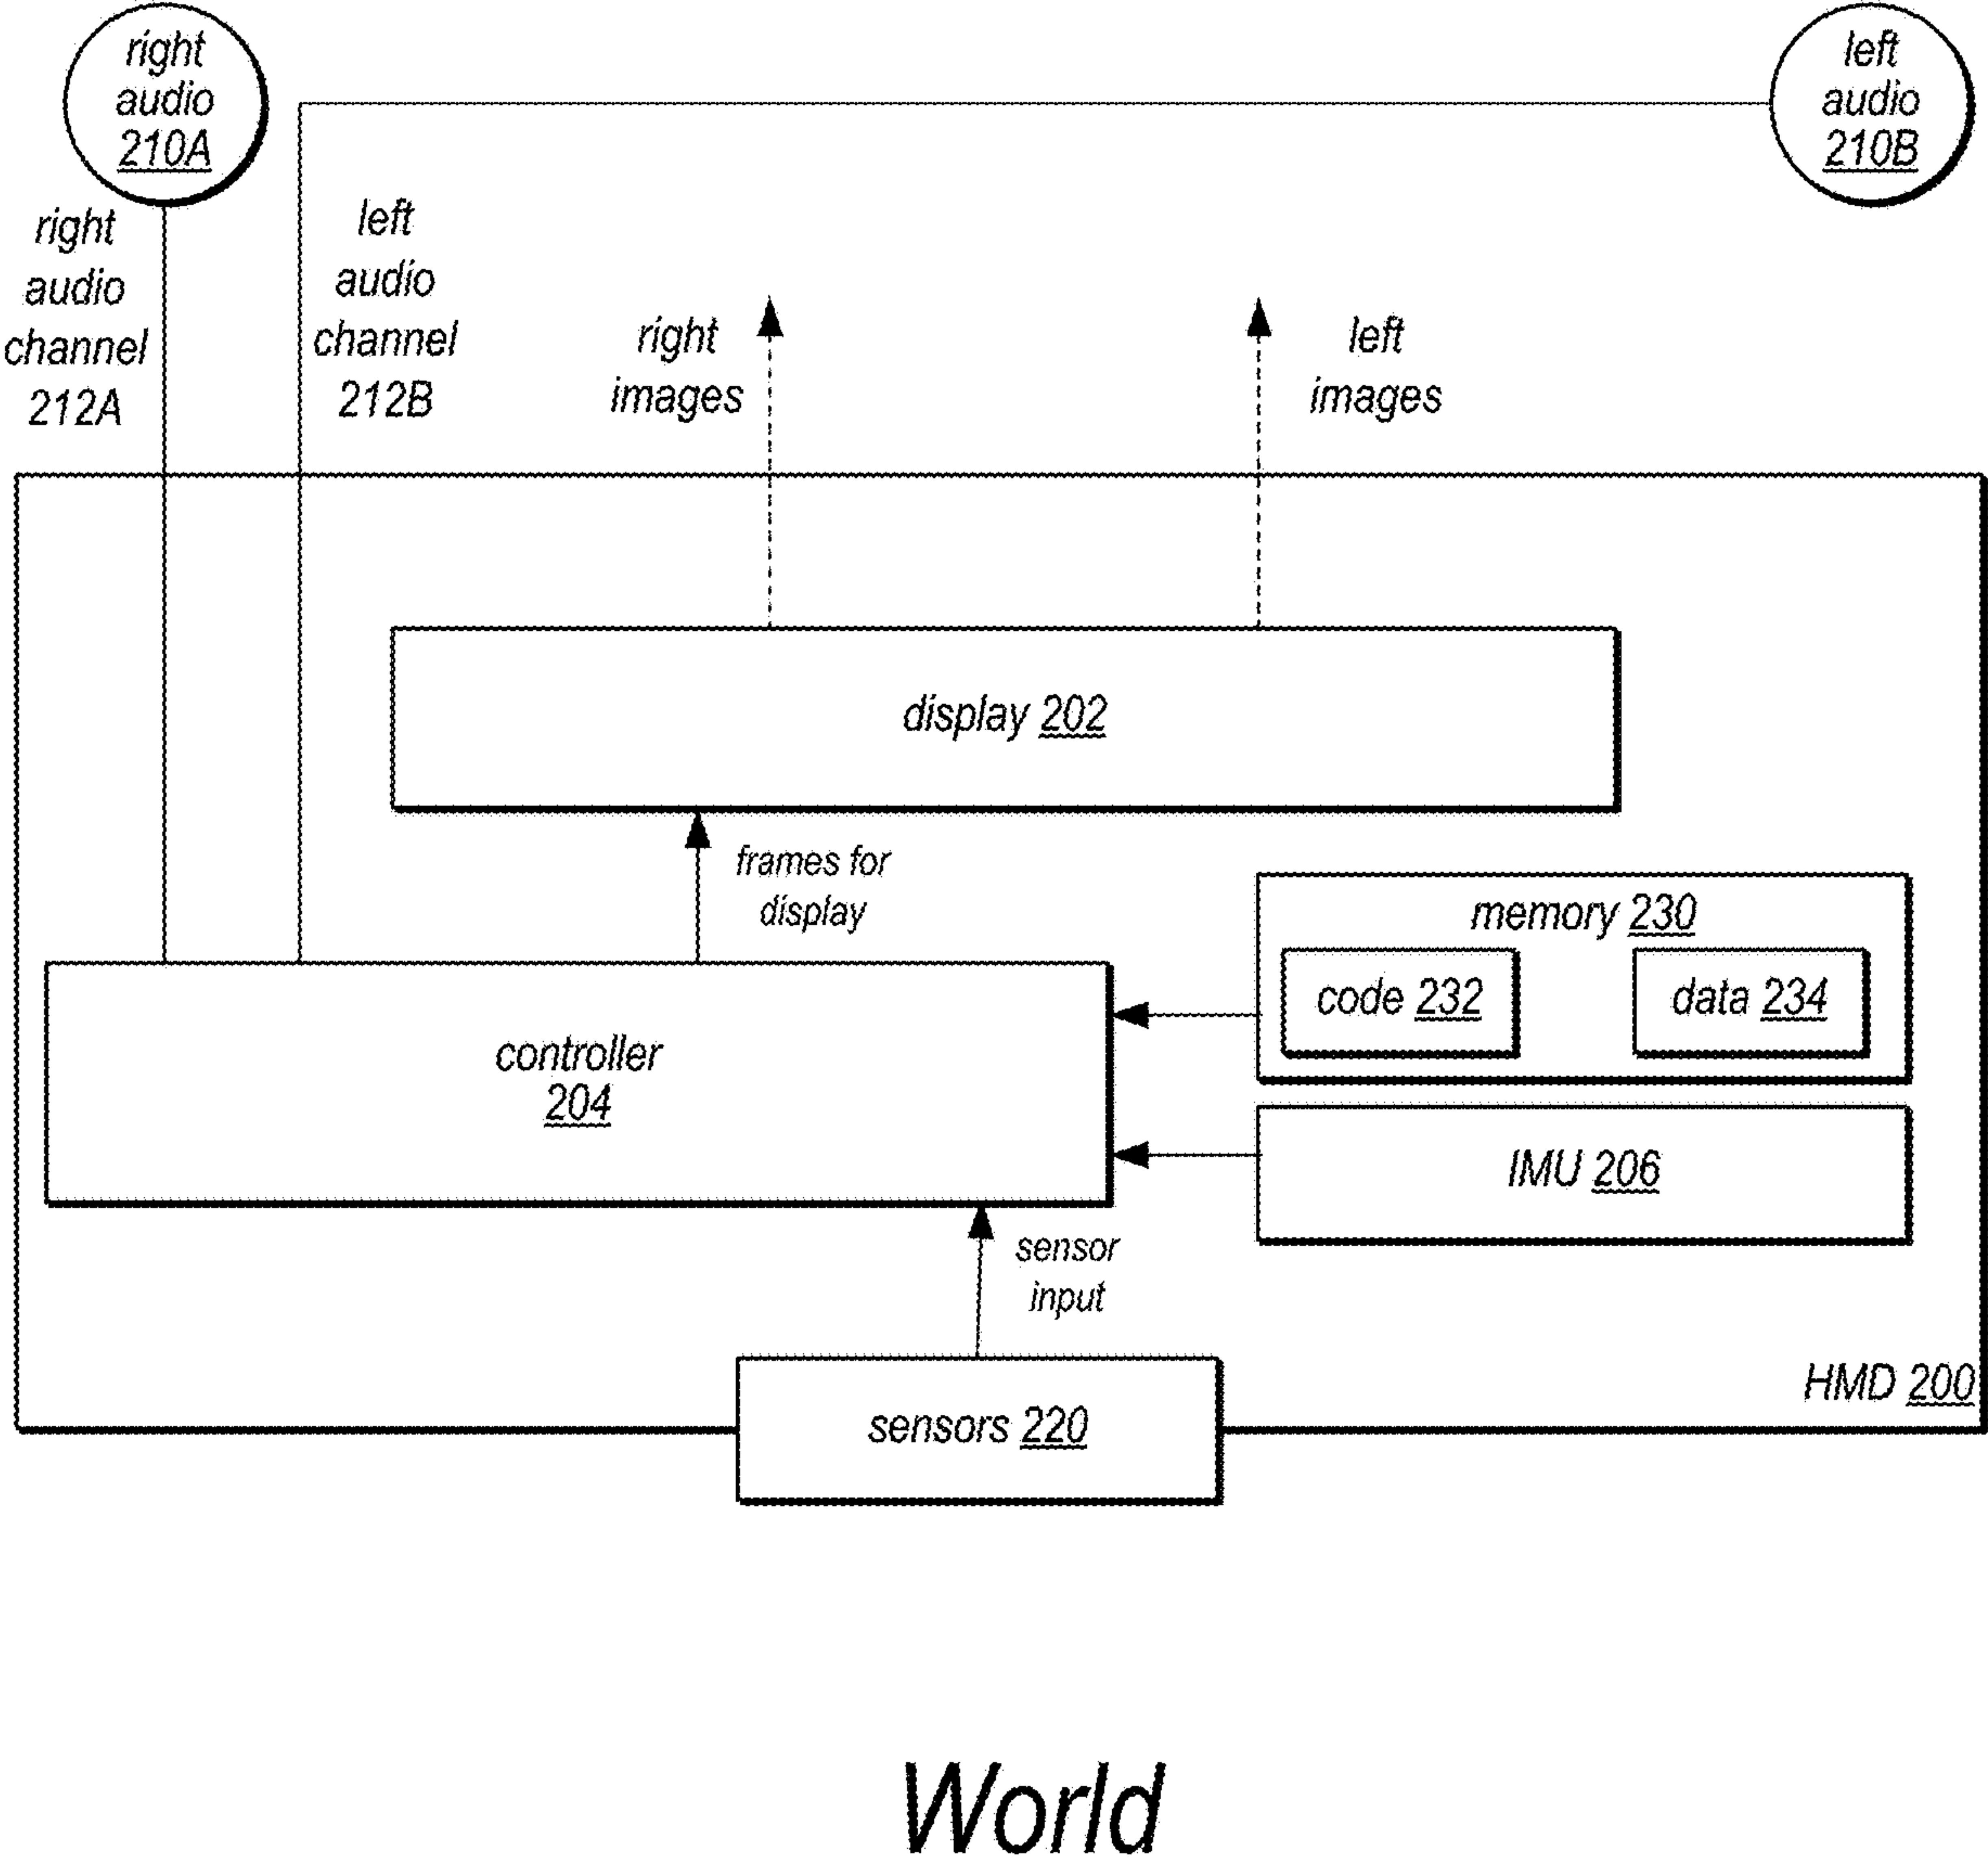 right
audio
210A
left
audio
210B
right
audio
channel
212A
left
audio
channel
212B
right
images
left
images
display 202
frames for
display
memory 230
code 232
data 234
controller
204
IMU 206
sensor
input
HMD 200
sensors 220
World